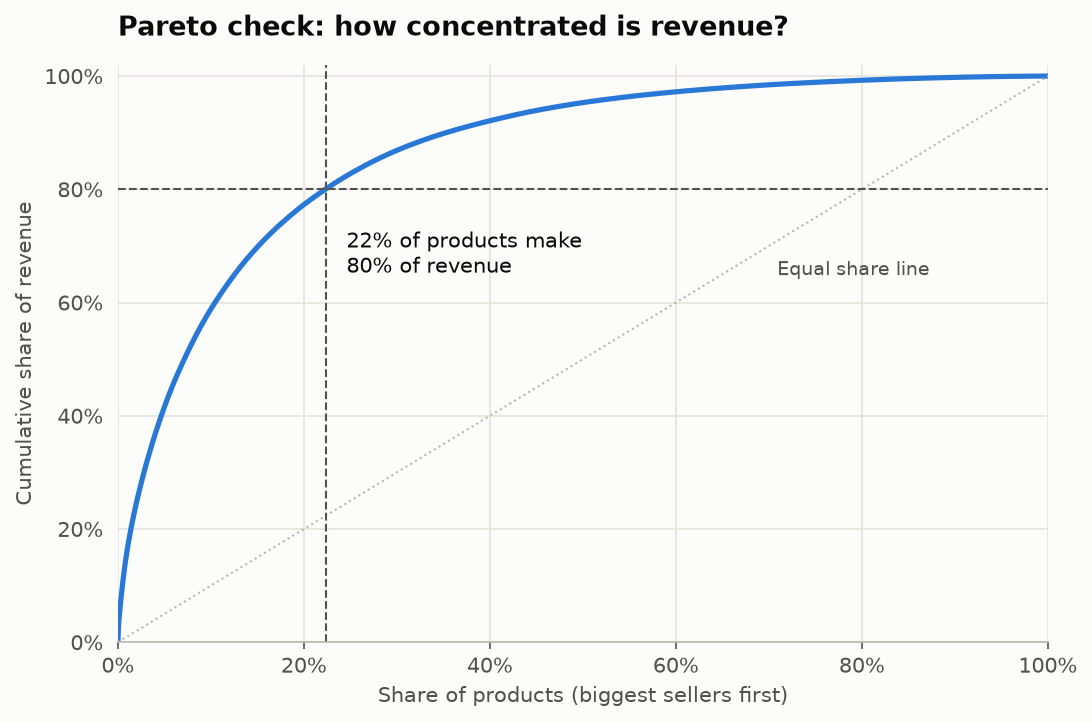 Pareto check: how concentrated is revenue?
100%
80%
60%
40%
20%
0%
Cumulative share of revenue
22% of products make
80% of revenue
Equal share line
0%
20%
40%
60%
80%
100%
Share of products (biggest sellers first)